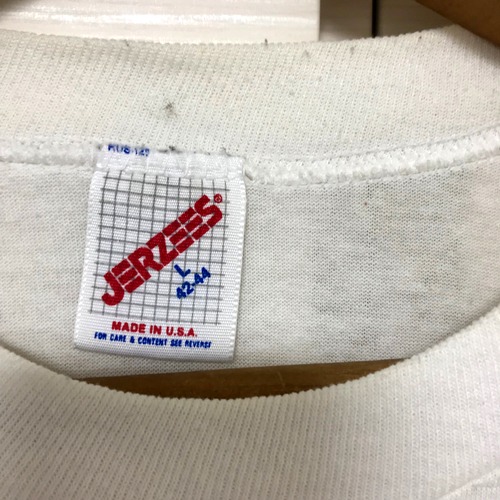 JERZEES®
L
42-44
MADE IN U.S.A.
FOR CARE & CONTENT SEE REVERSE